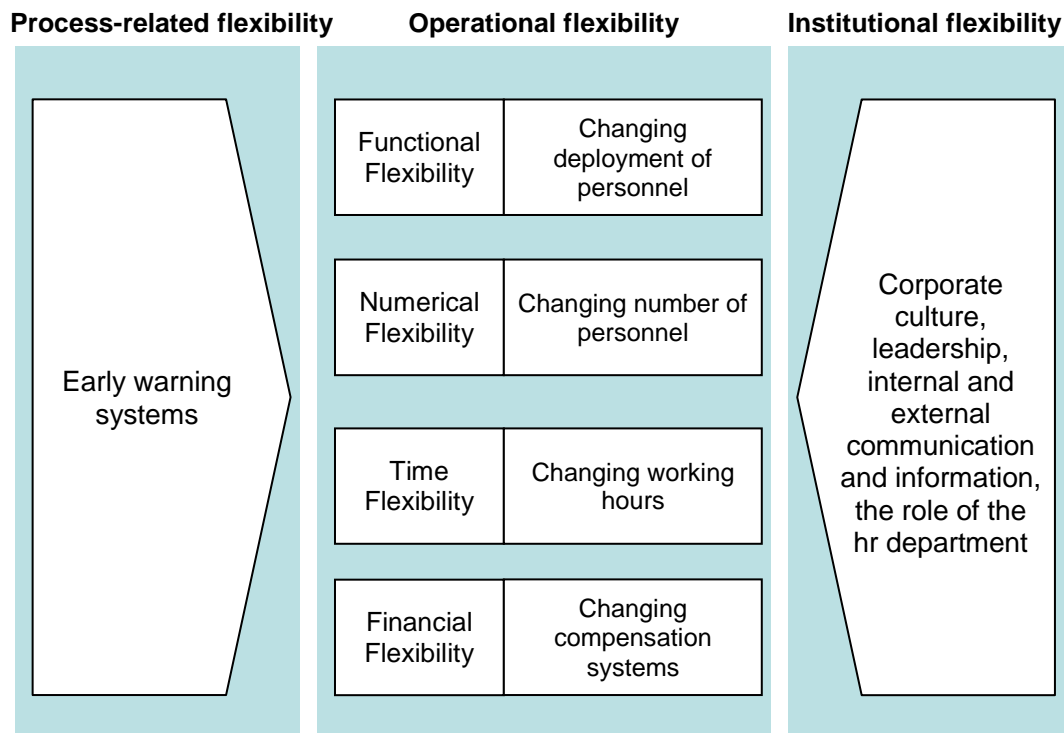 Process-related flexibility
Operational flexibility
Institutional flexibility
Early warning
systems
Functional
Flexibility
Changing
deployment of
personnel
Numerical
Flexibility
Changing number of
personnel
Time
Flexibility
Changing working
hours
Financial
Flexibility
Changing
compensation
systems
Corporate
culture,
leadership,
internal and
external
communication
and information,
the role of the
hr department